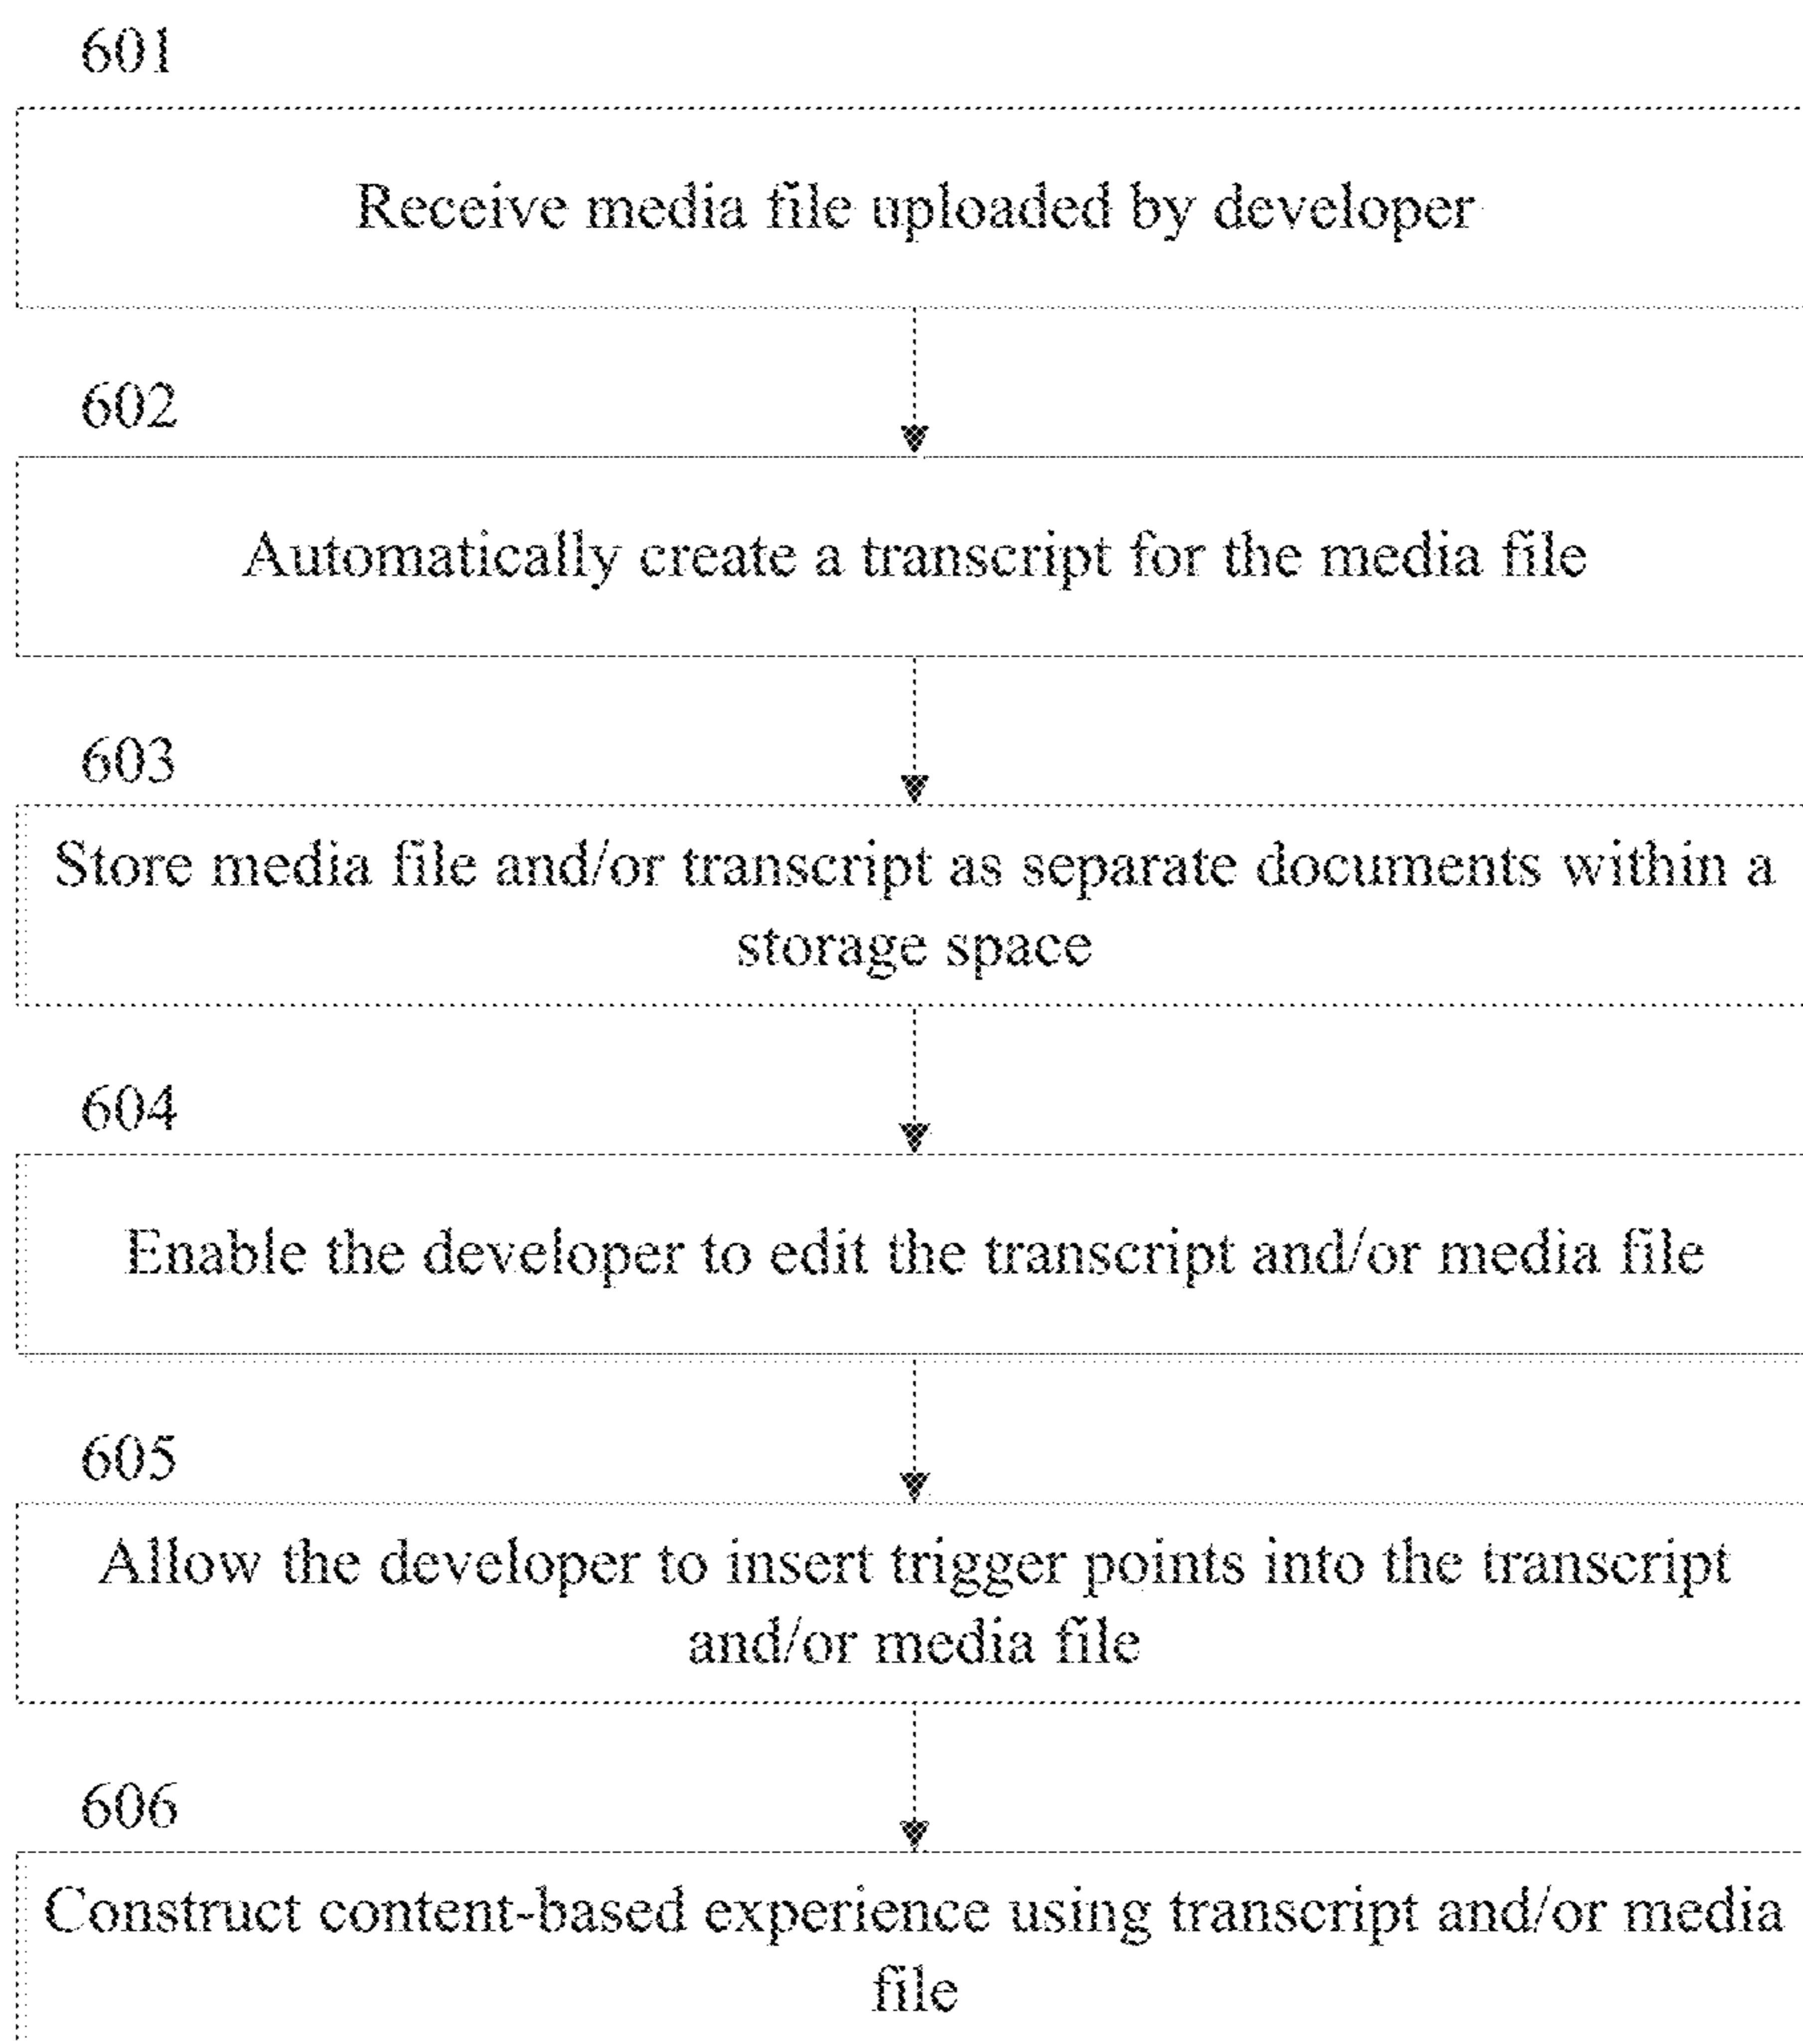 601
Receive media file uploaded by developer
602
Automatically create a transcript for the media file
603
Store media file and/or transcript as separate documents within a
storage space
604
Enable the developer to edit the transcript and/or media file
605
Allow the developer to insert trigger points into the transcript
and/or media file
606
Construct content-based experience using transcript and/or media
file